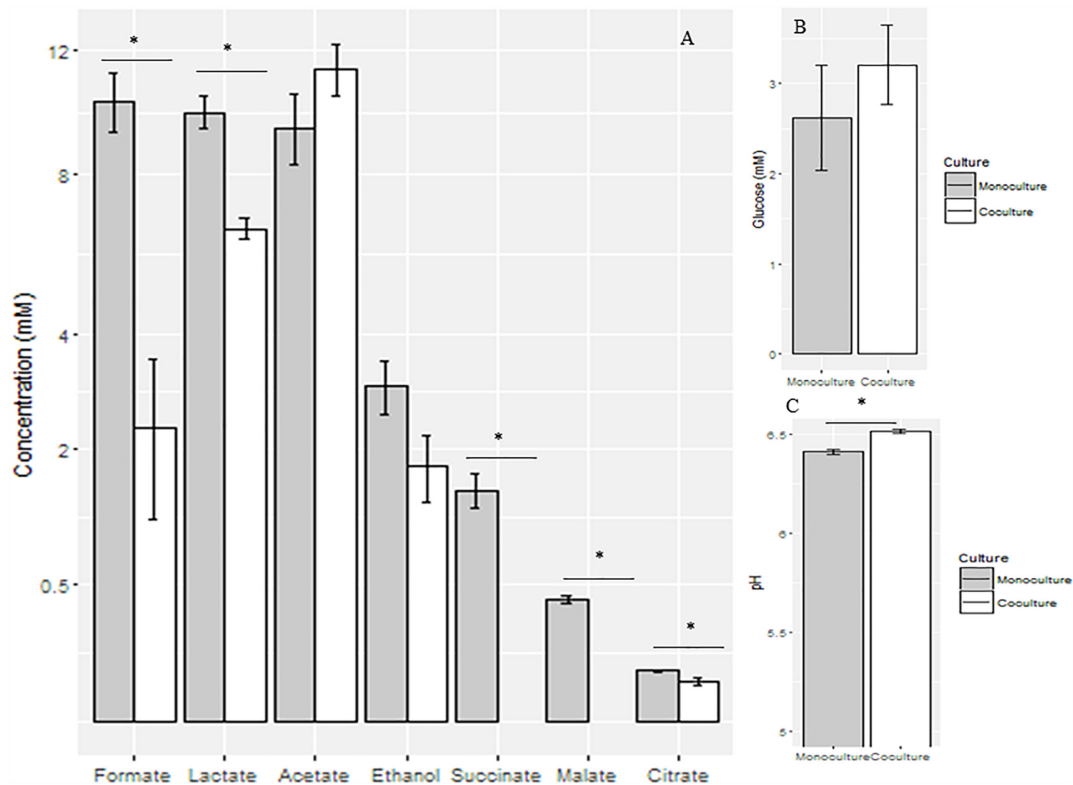 A
*
*
*
*
*
12
8
4
2
0.5
Concentration (mM)
Formate Lactate Acetate Ethanol Succinate Malate Citrate
B
3
2
1
0
Glucose (mM)
Monoculture Coculture
Culture
Monoculture
Coculture
C
*
6.5
6
5.5
5
pH
Monoculture Coculture
Culture
Monoculture
Coculture